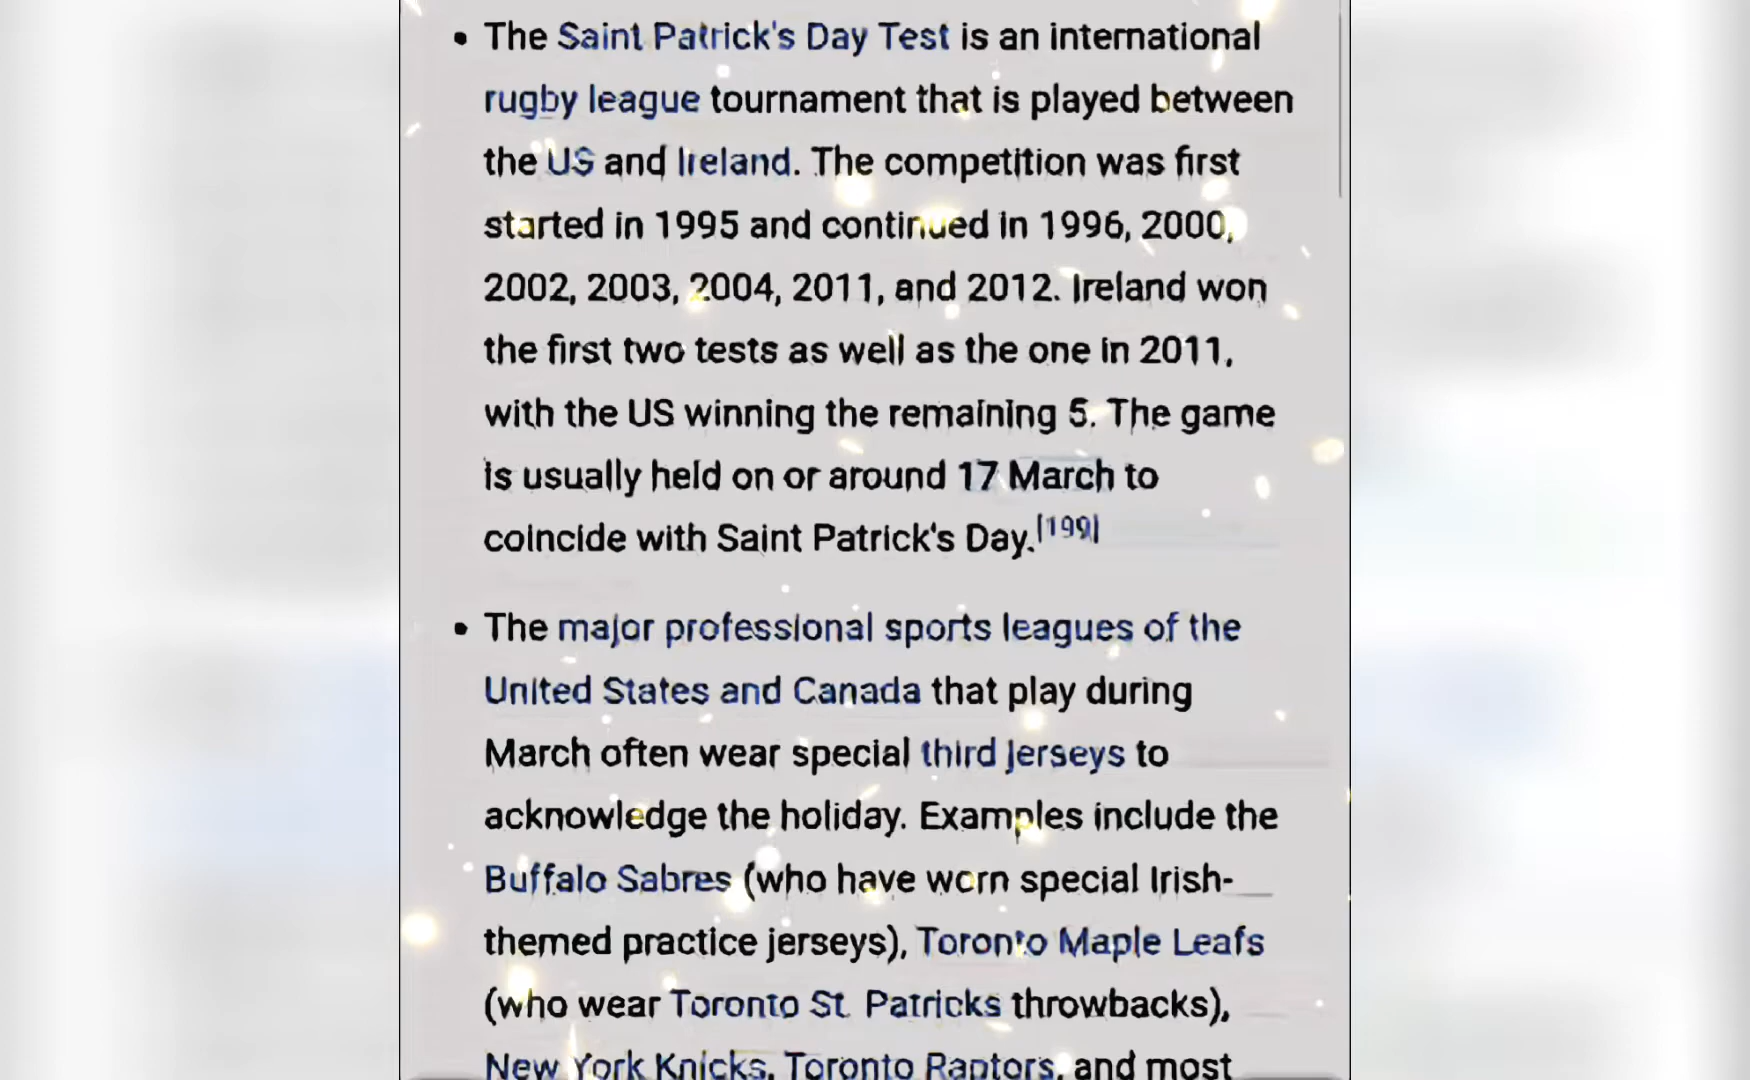 • The Saint Patrick's Day Test is an international
rugby league tournament that is played between
the US and Ireland. The competition was first
started in 1995 and continued in 1996, 2000,
2002, 2003, 2004, 2011, and 2012. Ireland won
the first two tests as well as the one in 2011,
with the US winning the remaining 5. The game
is usually held on or around 17 March to
coincide with Saint Patrick's Day.[199]
• The major professional sports leagues of the
United States and Canada that play during
March often wear special third jerseys to
acknowledge the holiday. Examples include the
Buffalo Sabres (who have worn special Irish-
themed practice jerseys), Toronto Maple Leafs
(who wear Toronto St. Patricks throwbacks),
New York Knicks, Toronto Raptors, and most